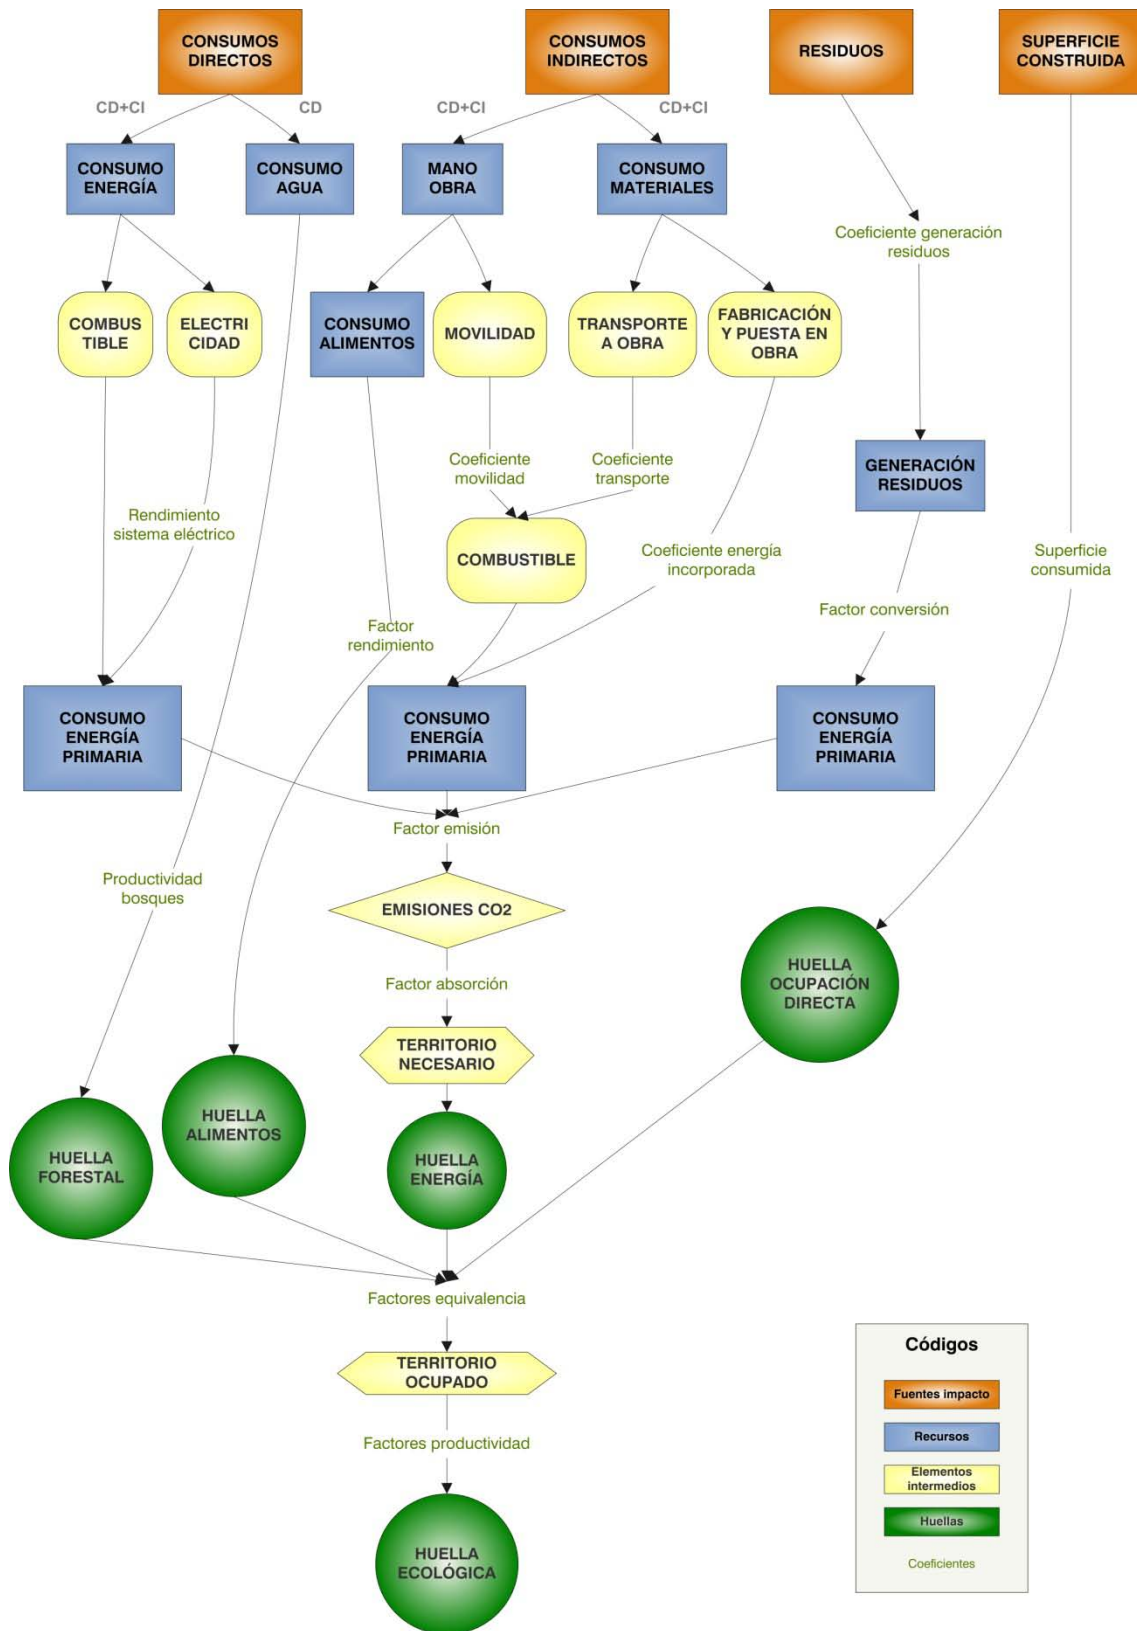 CONSUMOS
DIRECTOS
CONSUMOS
INDIRECTOS
RESIDUOS
SUPERFICIE
CONSTRUIDA
CD+CI
CD
CD+CI
CD+CI
CONSUMO
ENERGÍA
CONSUMO
AGUA
MANO
OBRA
CONSUMO
MATERIALES
Coeficiente generación
residuos
COMBUS
TIBLE
ELECTRI
CIDAD
CONSUMO
ALIMENTOS
MOVILIDAD
TRANSPORTE
A OBRA
FABRICACIÓN
Y PUESTA EN
OBRA
Coeficiente
movilidad
Coeficiente
transporte
GENERACIÓN
RESIDUOS
Rendimiento
sistema eléctrico
COMBUSTIBLE
Coeficiente energía
incorporada
Superficie
consumida
Factor
rendimiento
Factor conversión
CONSUMO
ENERGÍA
PRIMARIA
CONSUMO
ENERGÍA
PRIMARIA
CONSUMO
ENERGÍA
PRIMARIA
Factor emisión
Productividad
bosques
EMISIONES CO2
HUELLA
OCUPACIÓN
DIRECTA
Factor absorción
TERRITORIO
NECESARIO
HUELLA
FORESTAL
HUELLA
ALIMENTOS
HUELLA
ENERGÍA
Factores equivalencia
TERRITORIO
OCUPADO
Factores productividad
HUELLA
ECOLÓGICA
Códigos
Fuentes impacto
Recursos
Elementos
intermedios
Huellas
Coeficientes